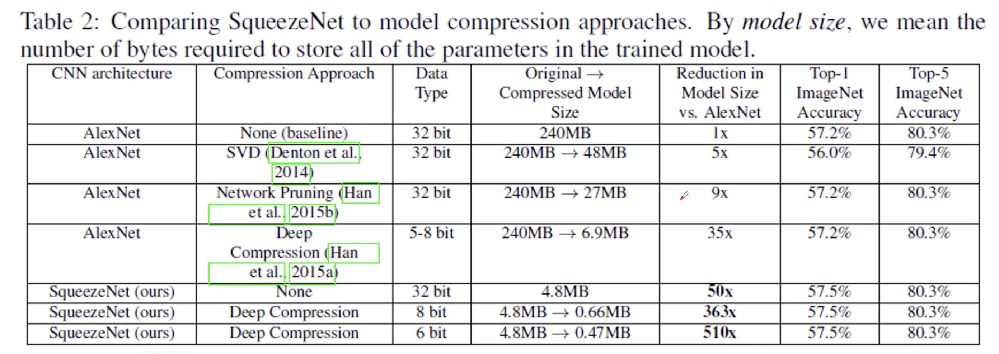 Table 2: Comparing SqueezeNet to model compression approaches. By model size, we mean the
number of bytes required to store all of the parameters in the trained model.
CNN architecture Compression Approach Data Type Original → Compressed Model Size Reduction in Model Size vs. AlexNet Top-1 ImageNet Accuracy Top-5 ImageNet Accuracy
AlexNet None (baseline) 32 bit 240MB 1x 57.2% 80.3%
AlexNet SVD (Denton et al., 2014) 32 bit 240MB → 48MB 5x 56.0% 79.4%
AlexNet Network Pruning (Han et al., 2015b) 32 bit 240MB → 27MB 9x 57.2% 80.3%
AlexNet Deep Compression (Han et al., 2015a) 5-8 bit 240MB → 6.9MB 35x 57.2% 80.3%
SqueezeNet (ours) None 32 bit 4.8MB 50x 57.5% 80.3%
SqueezeNet (ours) Deep Compression 8 bit 4.8MB → 0.66MB 363x 57.5% 80.3%
SqueezeNet (ours) Deep Compression 6 bit 4.8MB → 0.47MB 510x 57.5% 80.3%